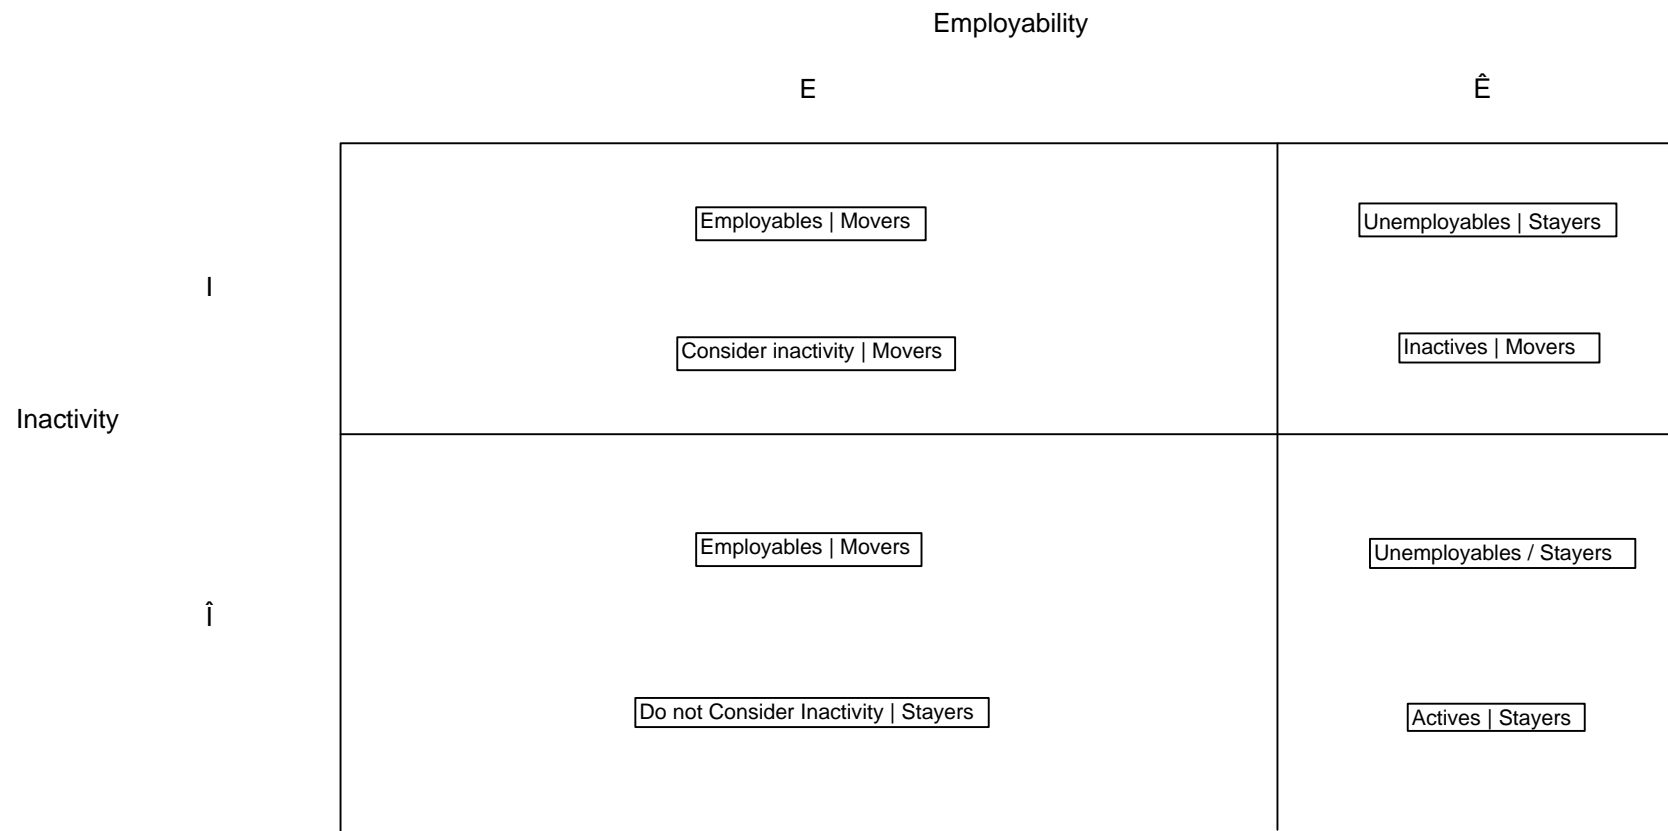 Employability
E
Ê
Employables | Movers
Unemployables | Stayers
I
Consider inactivity | Movers
Inactives | Movers
Inactivity
Employables | Movers
Unemployables / Stayers
Î
Do not Consider Inactivity | Stayers
Actives | Stayers